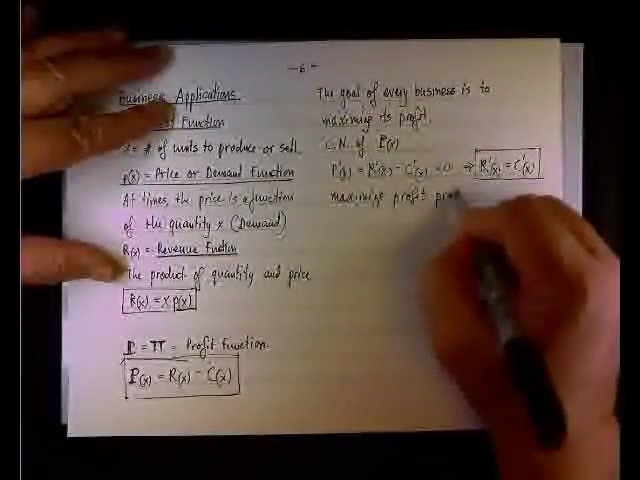 -6-
Business Applications
Function
x = # of units to produce or sell
p(x) = Price or Demand Function
At times, the price is a function
of the quantity x (Demand)
R(x) = Revenue Fuction
The product of quantity and price
R(x) = x p(x)
P = π = Profit Function.
P(x) = R(x) - C(x)
The goal of every business is to
maximize its profit.
C.N. of P(x)
P'(x) = R'(x) - C'(x) = 0 ⇒ R'(x) = C'(x)
maximize profit